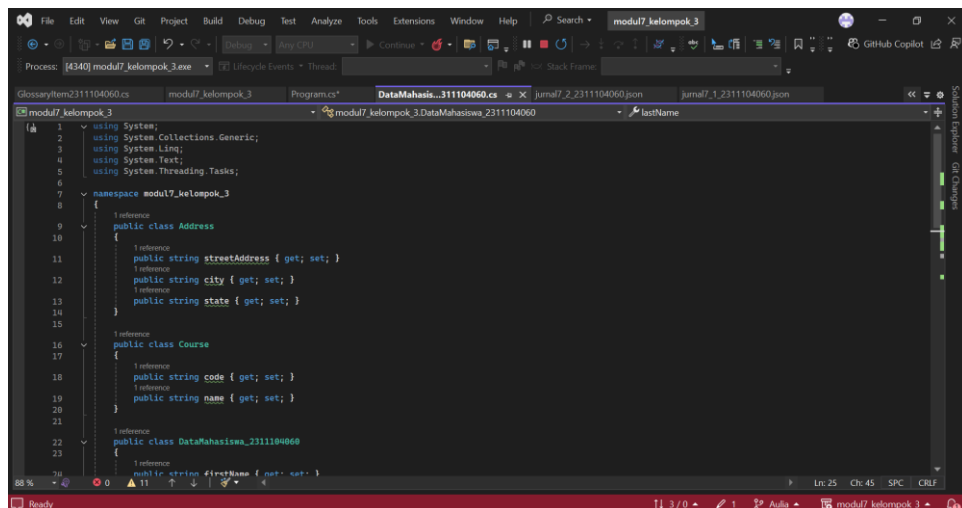 File Edit View Git Project Build Debug Test Analyze Tools Extensions Window Help Search modul7_kelompok_3
Debug Any CPU Continue GitHub Copilot
Process: [4340] modul7_kelompok_3.exe Lifecycle Events Thread: Stack Frame:
GlossaryItem2311104060.cs modul7_kelompok_3 Program.cs* DataMahasis...311104060.cs jurnal7_2_2311104060.json jurnal7_1_2311104060.json
modul7_kelompok_3 modul7_kelompok_3.DataMahasiswa_2311104060 lastName
Solution Explorer
Git Changes
1 using System;
2 using System.Collections.Generic;
3 using System.Linq;
4 using System.Text;
5 using System.Threading.Tasks;
6
7 namespace modul7_kelompok_3
8 {
1 reference
9 public class Address
10 {
1 reference
11 public string streetAddress { get; set; }
1 reference
12 public string city { get; set; }
1 reference
13 public string state { get; set; }
14 }
15
1 reference
16 public class Course
17 {
1 reference
18 public string code { get; set; }
1 reference
19 public string name { get; set; }
20 }
21
1 reference
22 public class DataMahasiswa_2311104060
23 {
1 reference
24 public string firstName { get; set; }
88 % 0 11 Ln: 25 Ch: 45 SPC CRLF
Ready 3 / 0 1 Aulia modul7_kelompok_3